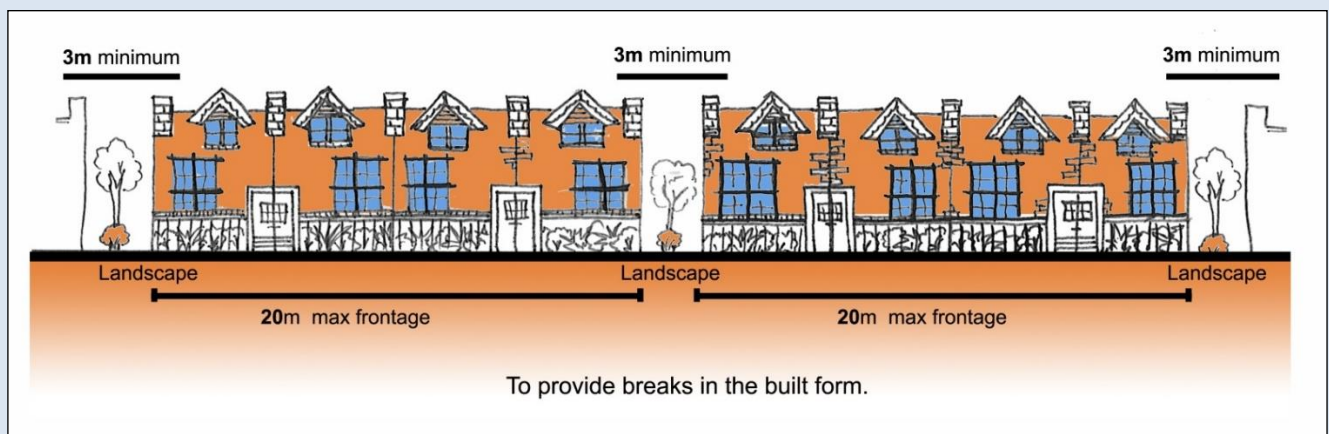 3m minimum
3m minimum
3m minimum
Landscape
Landscape
Landscape
20m max frontage
20m max frontage
To provide breaks in the built form.